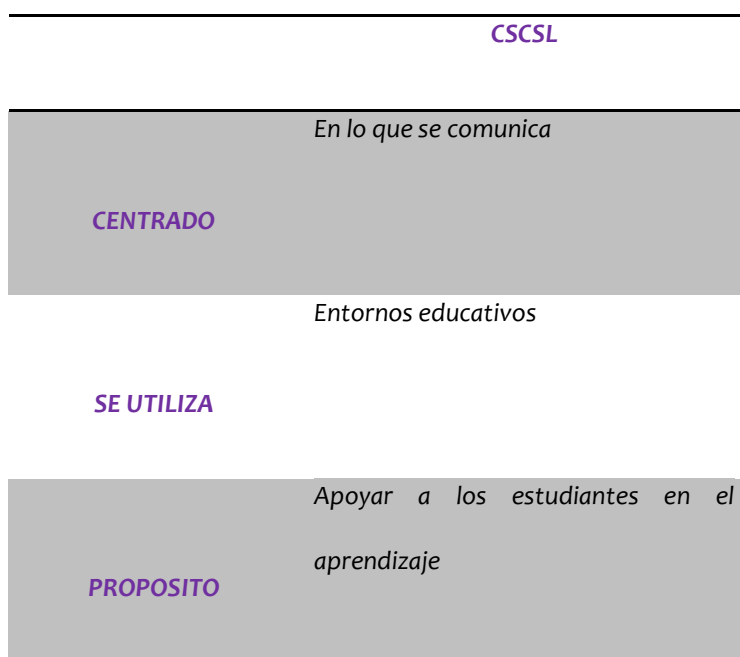 CSCSL
En lo que se comunica
CENTRADO
Entornos educativos
SE UTILIZA
Apoyar a los estudiantes en el
aprendizaje
PROPOSITO